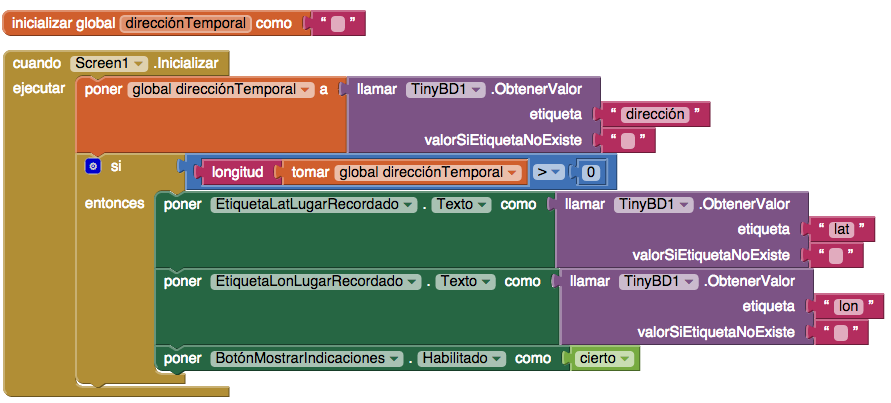 inicializar global direcciónTemporal como “ ”
cuando Screen1 .Inicializar
ejecutar poner global direcciónTemporal a llamar TinyBD1 .ObtenerValor
etiqueta “ dirección ”
valorSiEtiquetaNoExiste “ ”
si longitud tomar global direcciónTemporal > 0
entonces poner EtiquetaLatLugarRecordado . Texto como llamar TinyBD1 .ObtenerValor
etiqueta “ lat ”
valorSiEtiquetaNoExiste “ ”
poner EtiquetaLonLugarRecordado . Texto como llamar TinyBD1 .ObtenerValor
etiqueta “ lon ”
valorSiEtiquetaNoExiste “ ”
poner BotónMostrarIndicaciones . Habilitado como cierto